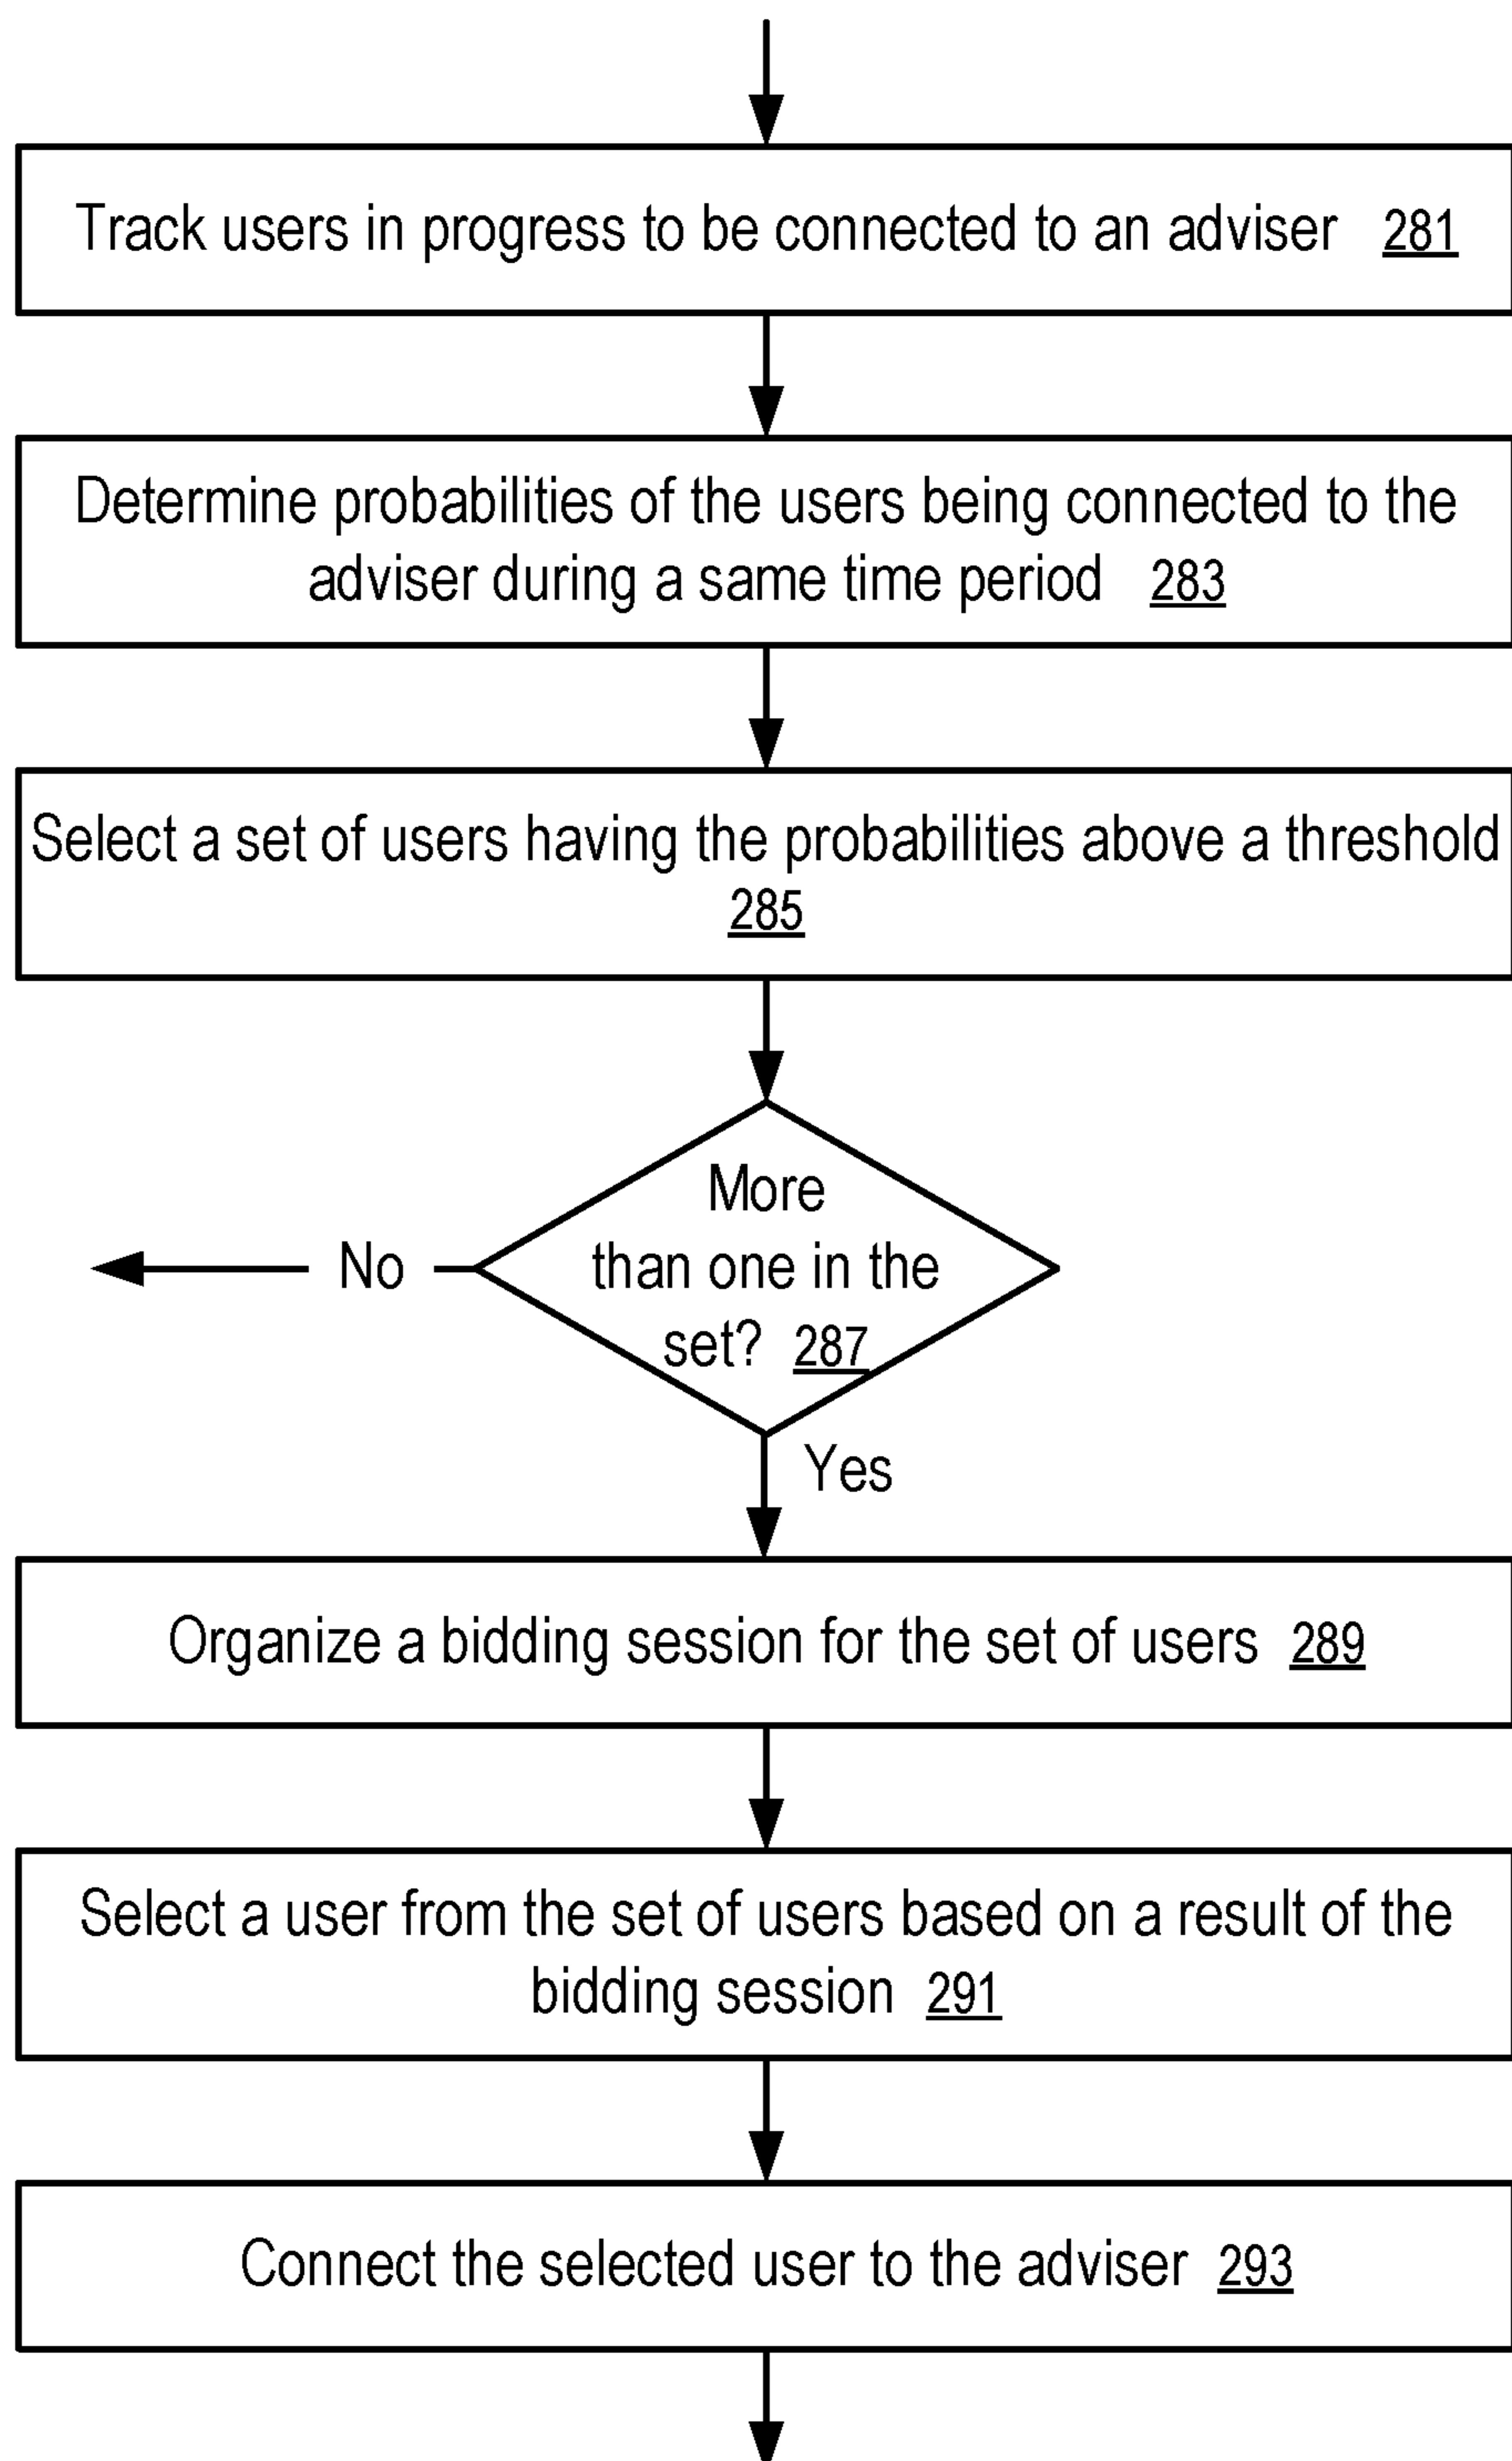 Track users in progress to be connected to an adviser 281
Determine probabilities of the users being connected to the
adviser during a same time period 283
Select a set of users having the probabilities above a threshold
285
More
than one in the
set? 287
No
Yes
Organize a bidding session for the set of users 289
Select a user from the set of users based on a result of the
bidding session 291
Connect the selected user to the adviser 293